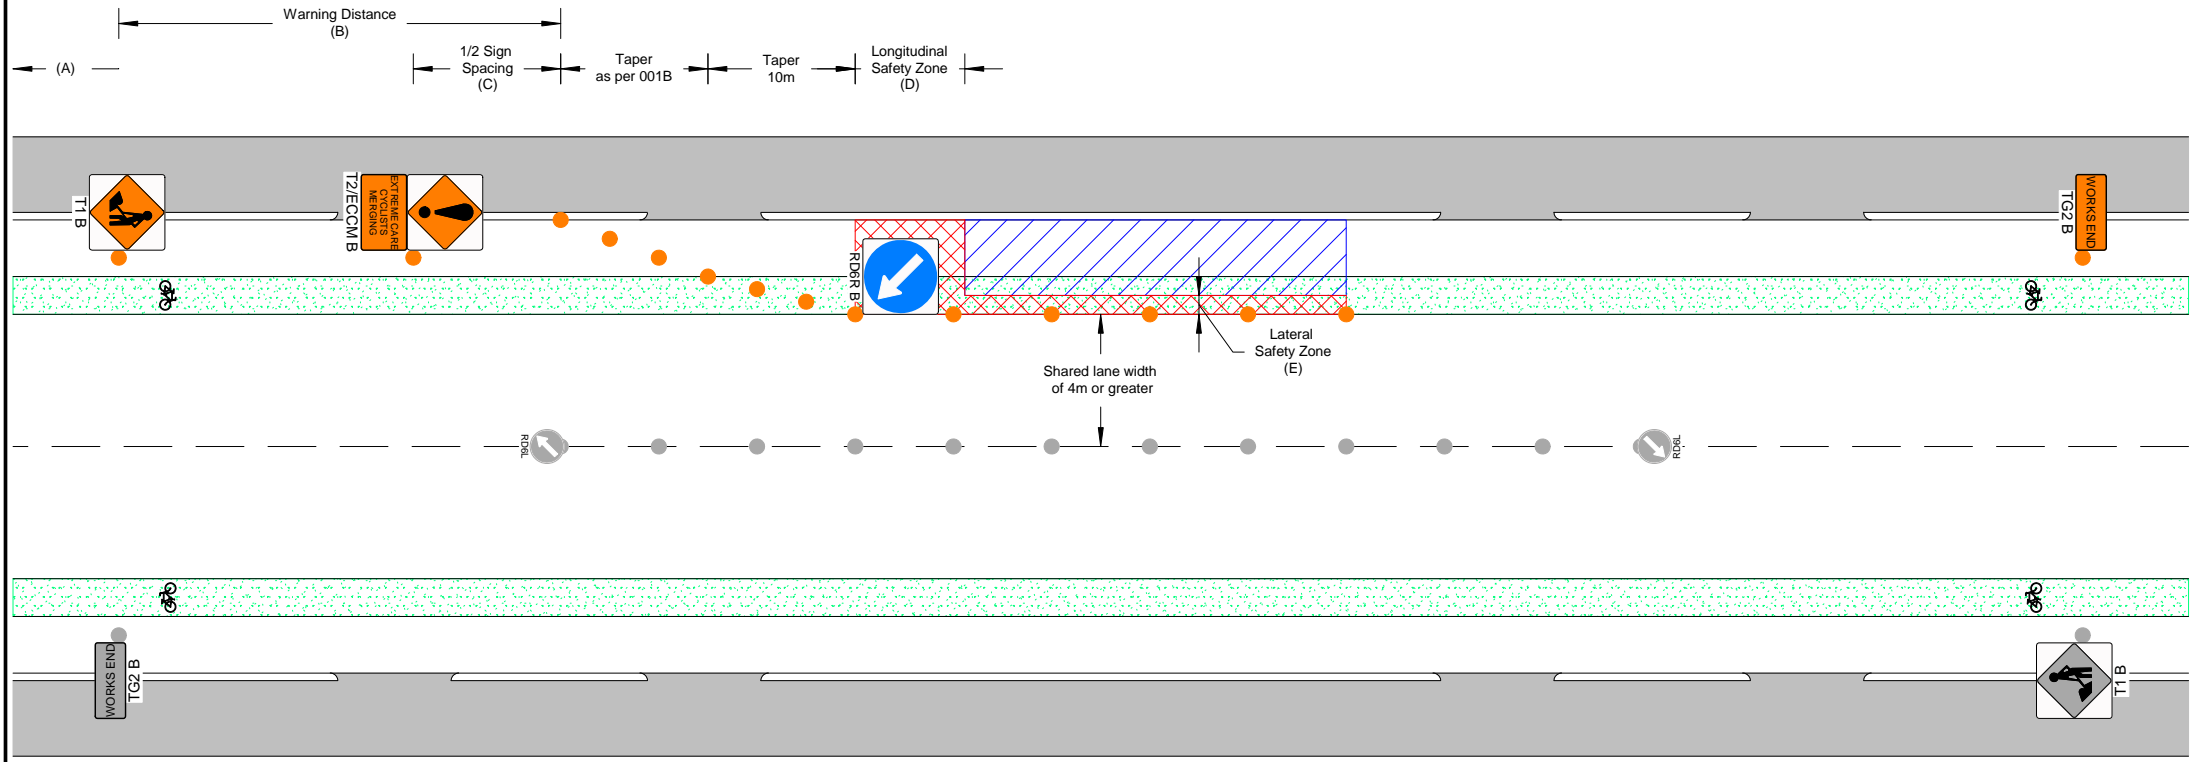 Warning Distance
(B)
(A)
1/2 Sign
Spacing
(C)
Taper
as per 001B
Taper
10m
Longitudinal
Safety Zone
(D)
T1 B
T2/ECCM B
EXTREME CARE
CYCLISTS
MERGING
RD6R B
WORKS END
TG2 B
Lateral
Safety Zone
(E)
Shared lane width
of 4m or greater
RD6L
RD6L
WORKS END
TG2 B
T1 B